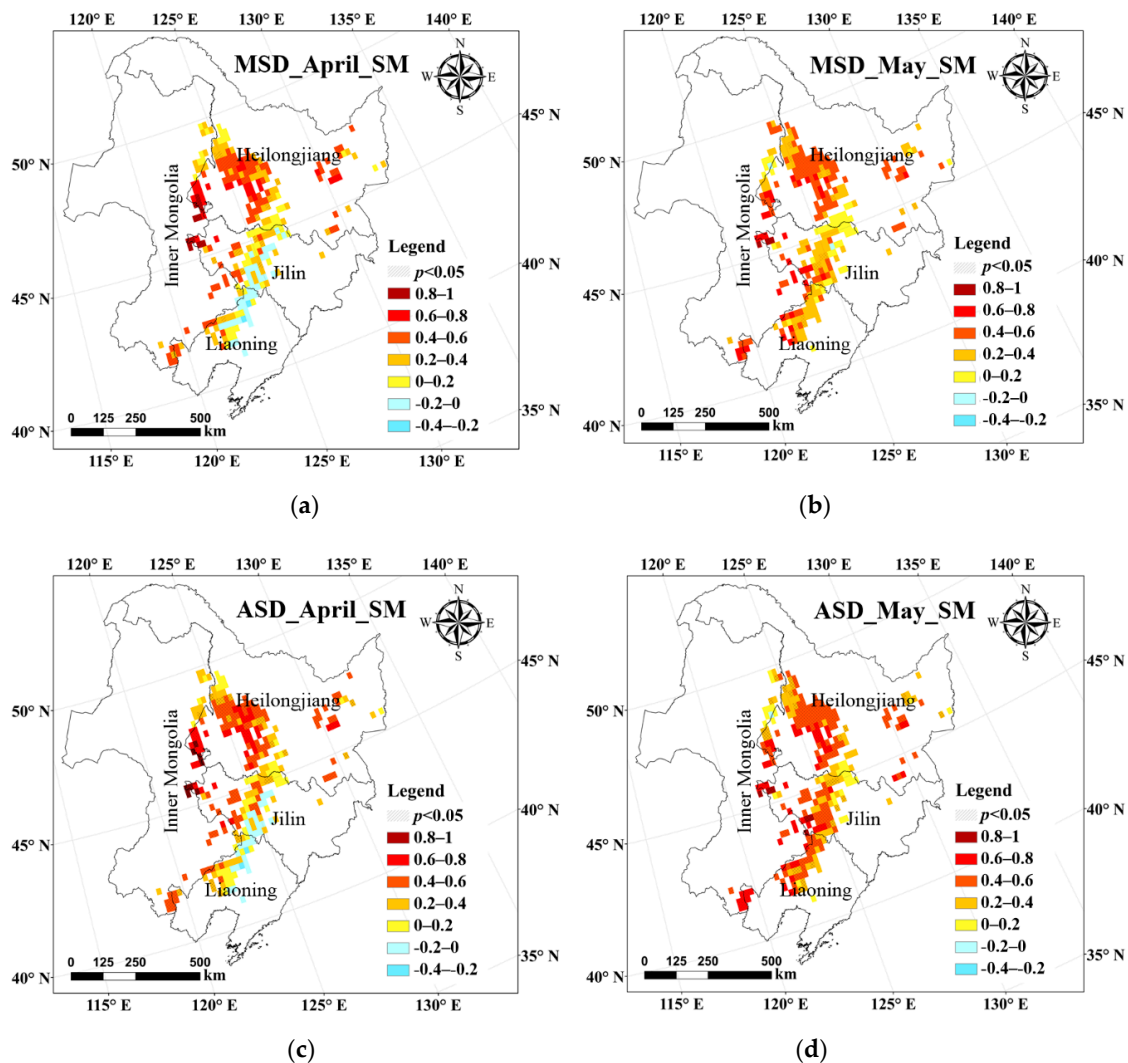 120° E 125° E 130° E 135° E 140° E
MSD_April_SM
N
W E
S
45° N
50° N
Heilongjiang
Inner Mongolia
Legend
p<0.05
0.8–1
0.6–0.8
0.4–0.6
0.2–0.4
0–0.2
-0.2–0
-0.4–-0.2
40° N
Jilin
45° N
Liaoning
0 125 250 500
km
35° N
40° N
115° E 120° E 125° E 130° E
(a)
120° E 125° E 130° E 135° E 140° E
MSD_May_SM
N
W E
S
45° N
50° N
Heilongjiang
Inner Mongolia
Legend
p<0.05
0.8–1
0.6–0.8
0.4–0.6
0.2–0.4
0–0.2
-0.2–0
-0.4–-0.2
40° N
Jilin
45° N
Liaoning
0 125 250 500
km
35° N
40° N
115° E 120° E 125° E 130° E
(b)
120° E 125° E 130° E 135° E 140° E
ASD_April_SM
N
W E
S
45° N
50° N
Heilongjiang
Inner Mongolia
Legend
p<0.05
0.8–1
0.6–0.8
0.4–0.6
0.2–0.4
0–0.2
-0.2–0
-0.4–-0.2
40° N
Jilin
45° N
Liaoning
0 125 250 500
km
35° N
40° N
115° E 120° E 125° E 130° E
(c)
120° E 125° E 130° E 135° E 140° E
ASD_May_SM
N
W E
S
45° N
50° N
Heilongjiang
Inner Mongolia
Legend
p<0.05
0.8–1
0.6–0.8
0.4–0.6
0.2–0.4
0–0.2
-0.2–0
-0.4–-0.2
40° N
Jilin
45° N
Liaoning
0 125 250 500
km
35° N
40° N
115° E 120° E 125° E 130° E
(d)